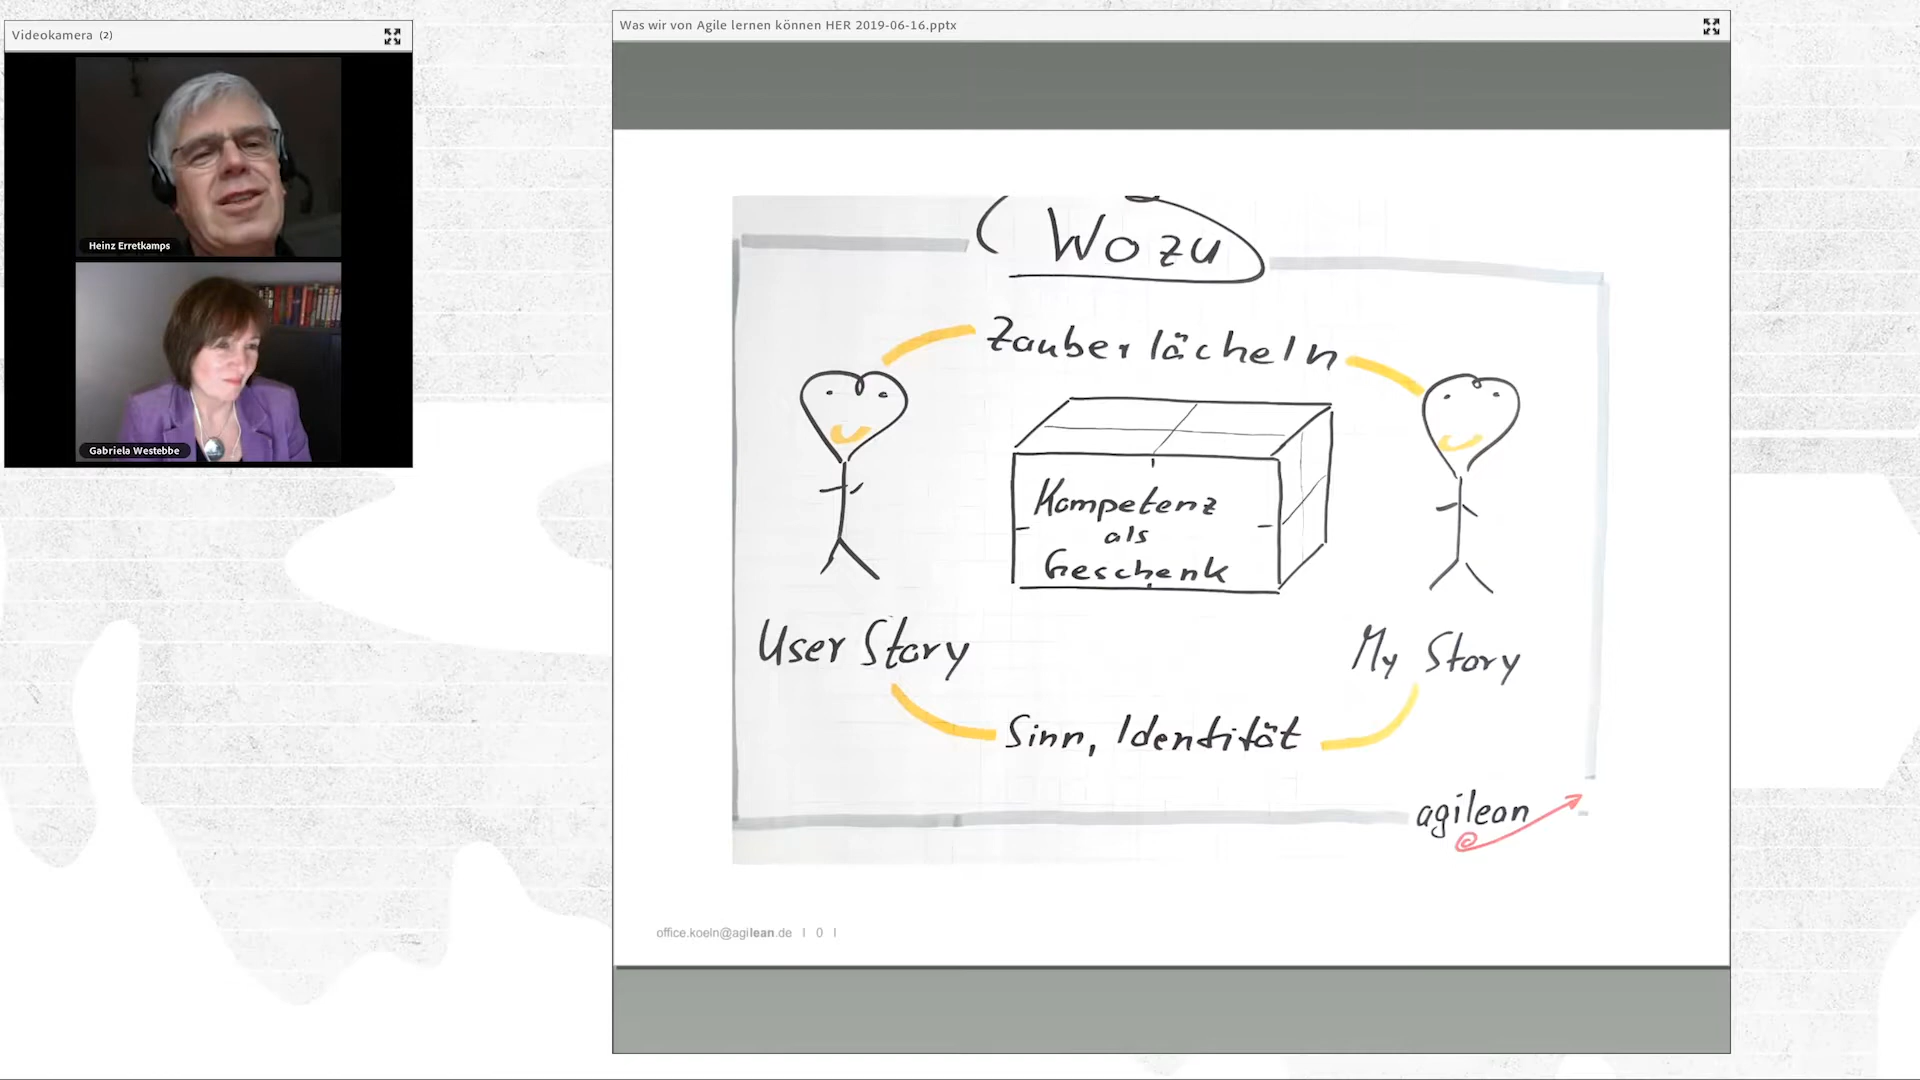 Videokamera (2)
Heinz Erretkamps
Gabriela Westebbe
Was wir von Agile lernen können HER 2019-06-16.pptx
Wozu
Zauberlächeln
Kompetenz
als
Geschenk
User Story
My Story
Sinn, Identität
agilean
office.koeln@agilean.de I 0 I